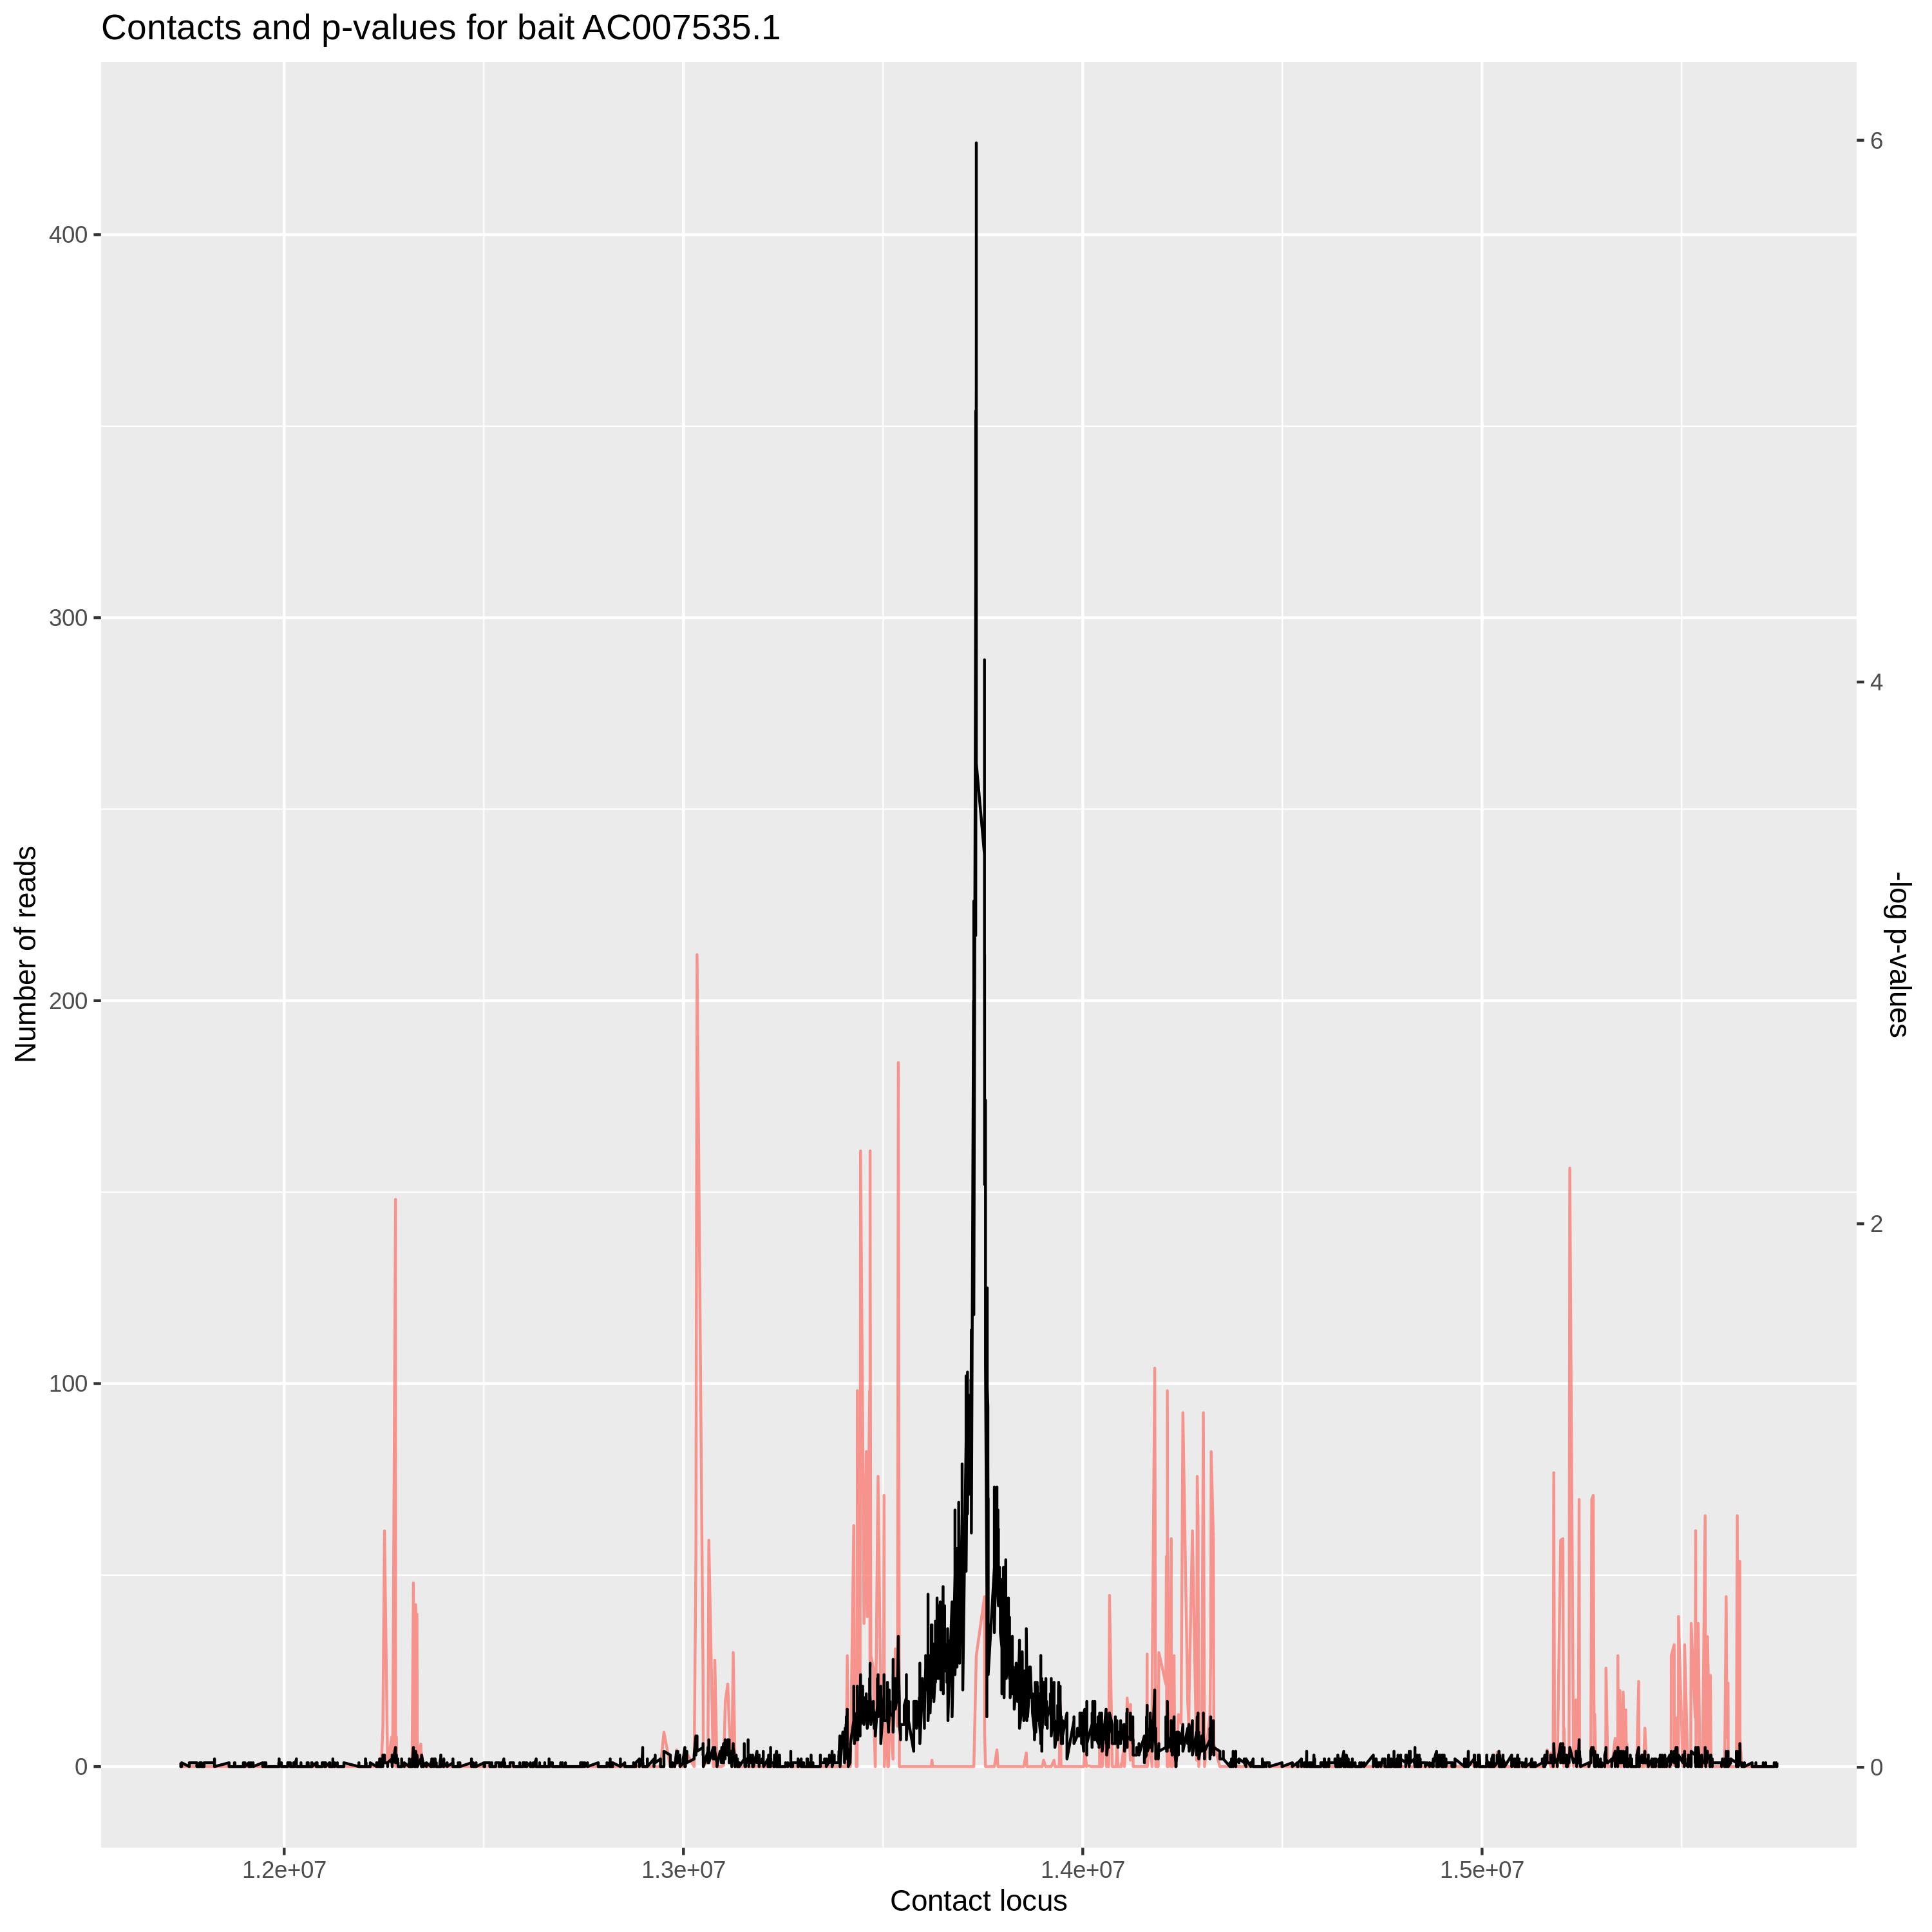 Contacts and p-values for bait AC007535.1
400
300
200
100
0
Number of reads
6
4
2
0
-log p-values
1.2e+07
1.3e+07
1.4e+07
1.5e+07
Contact locus